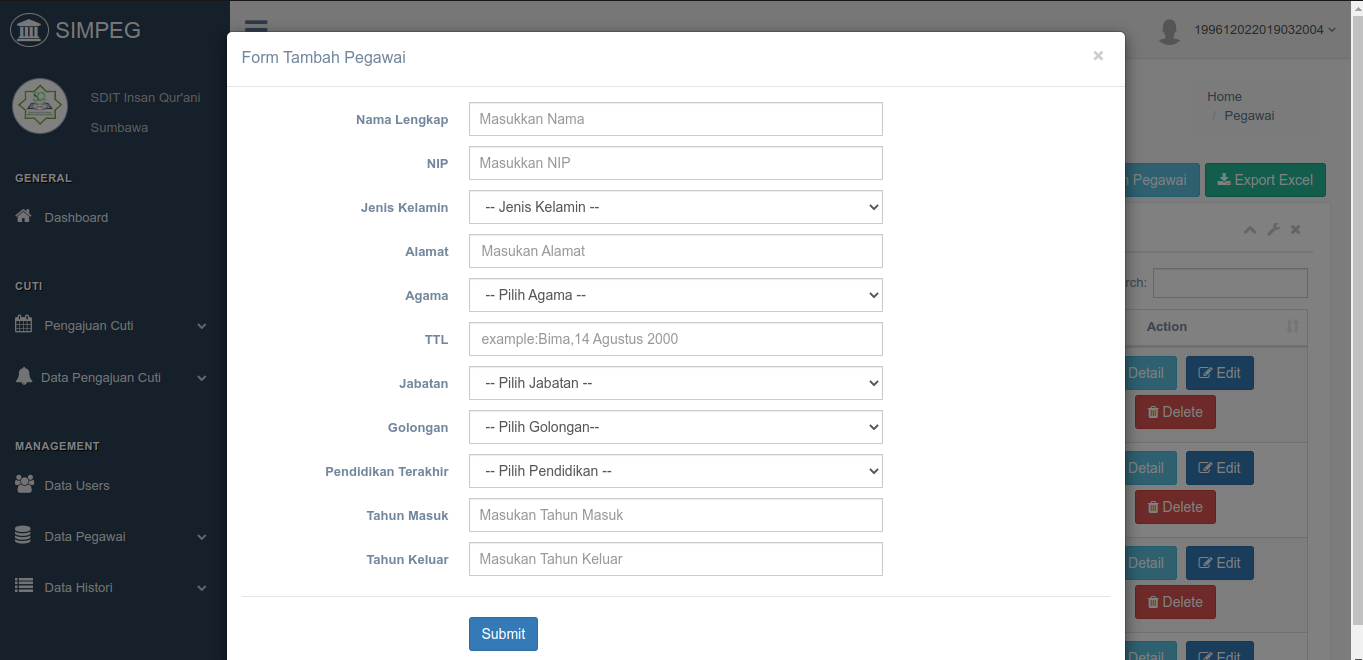 SIMPEG
SDIT Insan Qur'ani
Sumbawa
GENERAL
Dashboard
CUTI
Pengajuan Cuti
Data Pengajuan Cuti
MANAGEMENT
Data Users
Data Pegawai
Data Histori
199612022019032004
Home
/ Pegawai
Pegawai
Export Excel
rch:
Action
Detail
Edit
Delete
Detail
Edit
Delete
Detail
Edit
Delete
Detail
Edit
Form Tambah Pegawai
×
Nama Lengkap
Masukkan Nama
NIP
Masukkan NIP
Jenis Kelamin
-- Jenis Kelamin --
Alamat
Masukan Alamat
Agama
-- Pilih Agama --
TTL
example:Bima,14 Agustus 2000
Jabatan
-- Pilih Jabatan --
Golongan
-- Pilih Golongan--
Pendidikan Terakhir
-- Pilih Pendidikan --
Tahun Masuk
Masukan Tahun Masuk
Tahun Keluar
Masukan Tahun Keluar
Submit